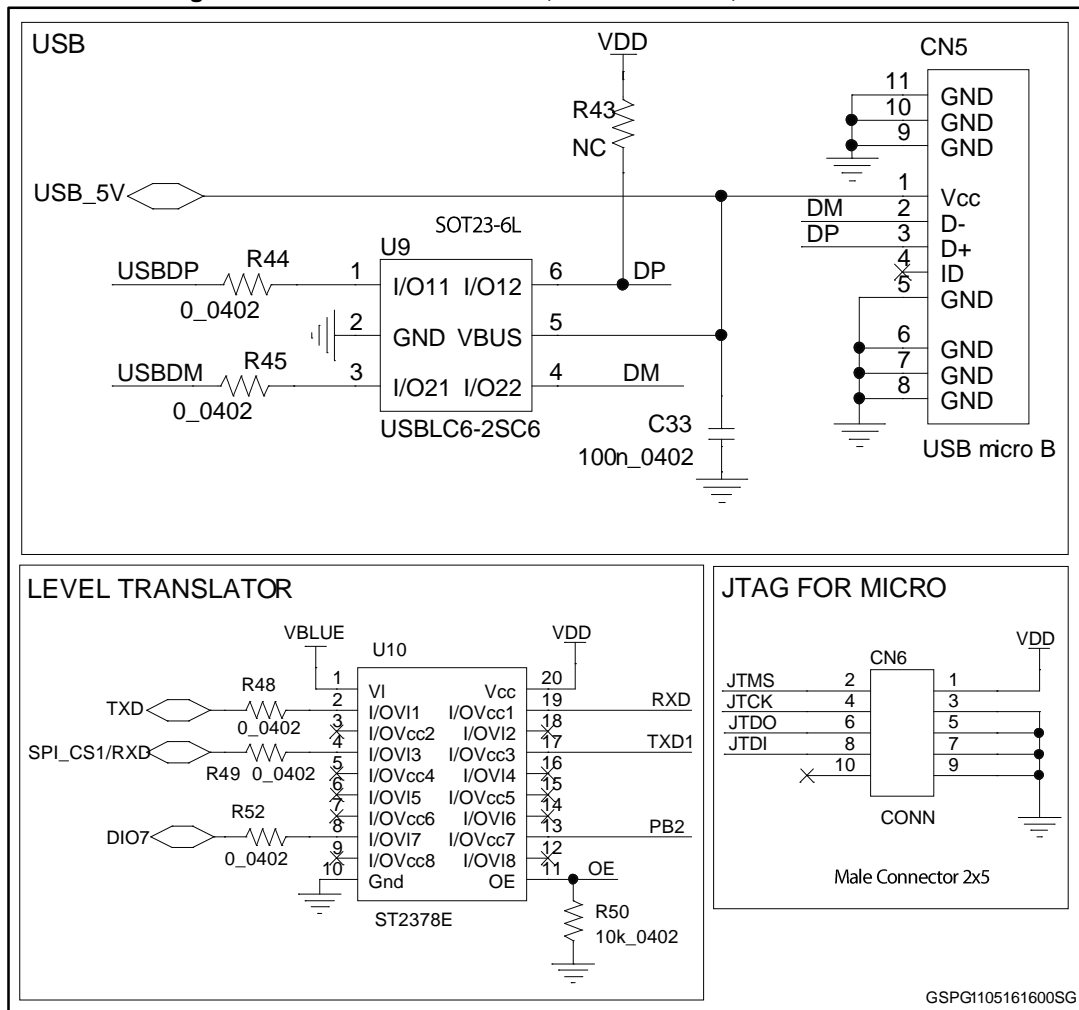 USB
VDD
CN5
R43
NC
11 GND
10 GND
9 GND
USB_5V
1 Vcc
DM 2 D-
DP 3 D+
4 ID
5 GND
6 GND
7 GND
8 GND
USB micro B
SOT23-6L
U9
USBDP R44 1 I/O11 I/O12 6 DP
0_0402
2 GND VBUS 5
USBDM R45 3 I/O21 I/O22 4 DM
0_0402
USBLC6-2SC6
C33
100n_0402
LEVEL TRANSLATOR
VBLUE
U10
VDD
1 VI Vcc 20
TXD R48 2 I/OVI1 I/OVcc1 19 RXD
0_0402 3 I/OVcc2 I/OVI2 18
SPI_CS1/RXD 4 I/OVI3 I/OVcc3 17 TXD1
R49 0_0402 5 I/OVcc4 I/OVI4 16
6 I/OVI5 I/OVcc5 15
R52 7 I/OVcc6 I/OVI6 14
DIO7 8 I/OVI7 I/OVcc7 13 PB2
0_0402 9 I/OVcc8 I/OVI8 12
10 Gnd OE 11 OE
ST2378E
R50
10k_0402
JTAG FOR MICRO
VDD
CN6
JTMS 2 1
JTCK 4 3
JTDO 6 5
JTDI 8 7
10 9
CONN
Male Connector 2x5
GSPG1105161600SG